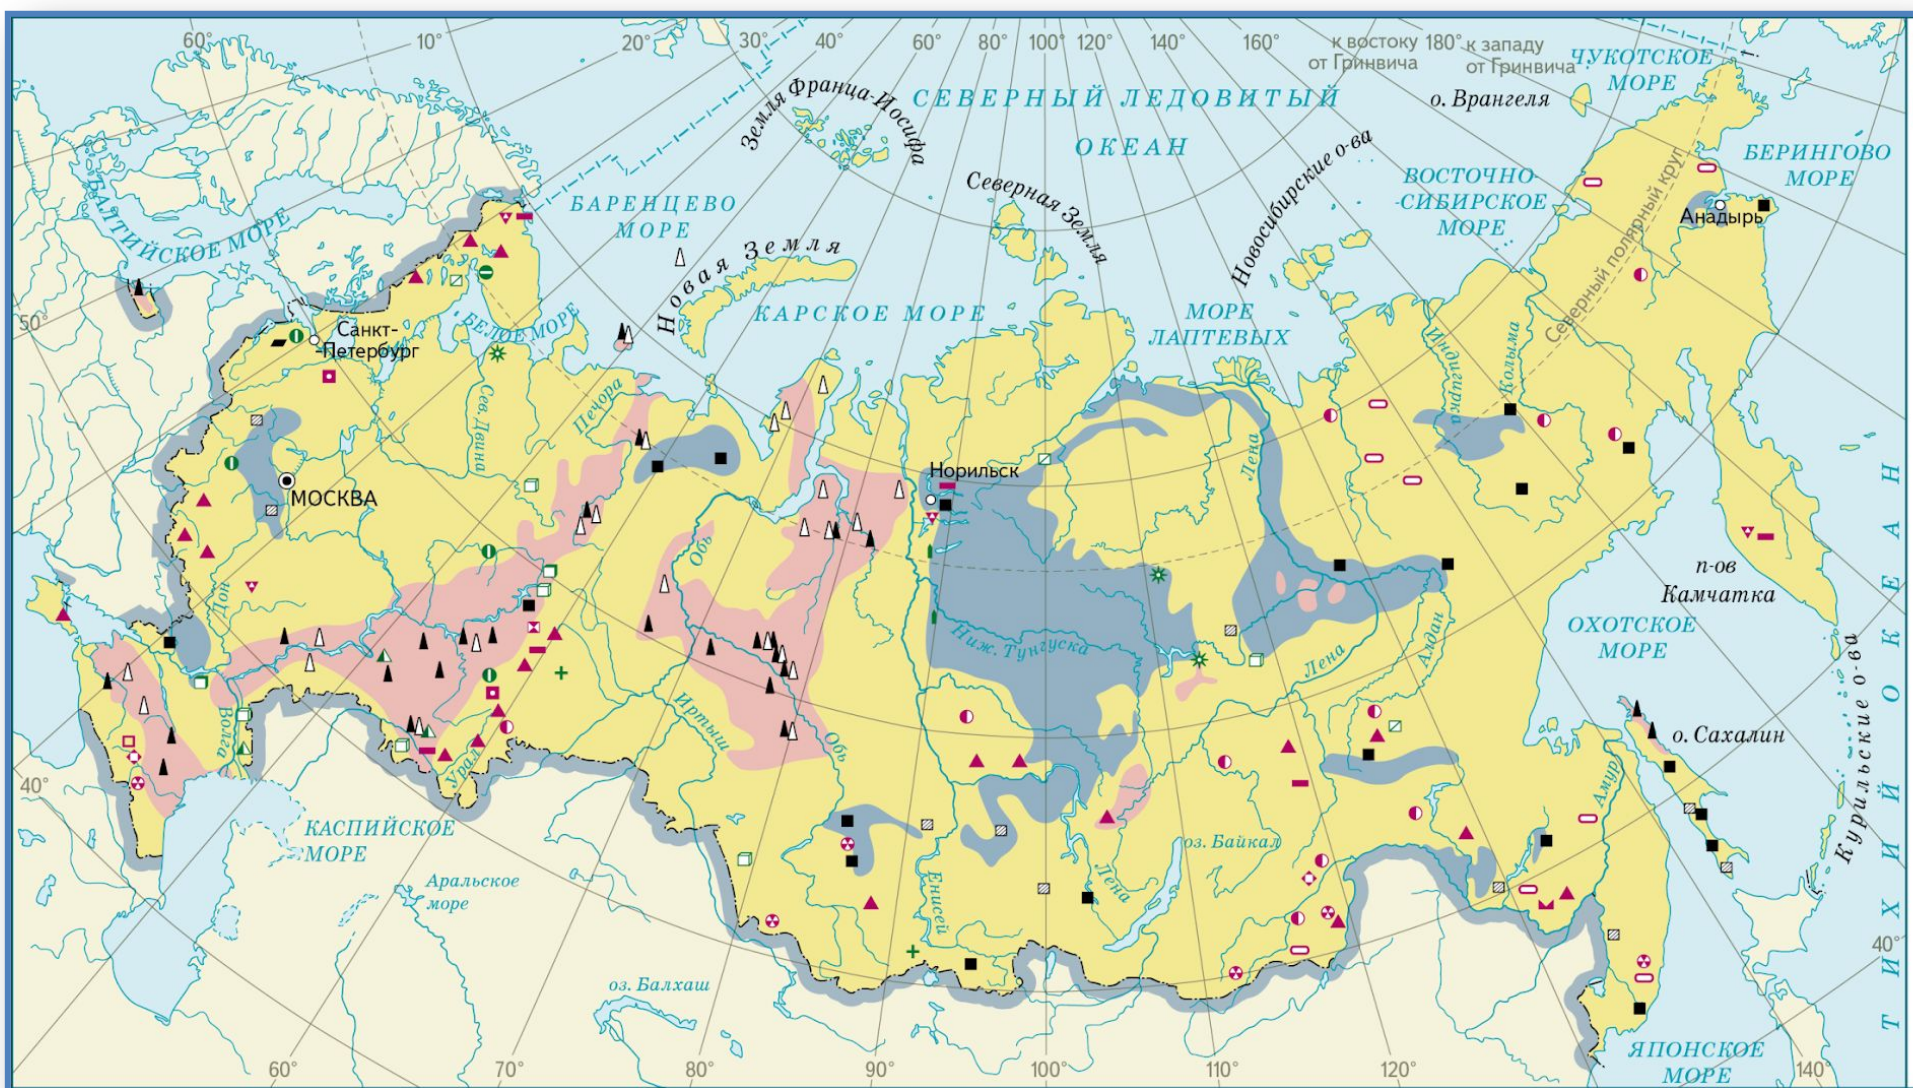 60°
10°
20°
30°
40°
60°
80°
100°
120°
140°
160°
к востоку
от Гринвича
180°
к западу
от Гринвича
ЧУКОТСКОЕ
МОРЕ
о. Врангеля
Земля Франца-Иосифа
СЕВЕРНЫЙ ЛЕДОВИТЫЙ
ОКЕАН
Северная Земля
Новосибирские о-ва
ВОСТОЧНО-
-СИБИРСКОЕ
МОРЕ
Северный полярный круг
БЕРИНГОВО
МОРЕ
Анадырь
БАЛТИЙСКОЕ МОРЕ
БАРЕНЦЕВО
МОРЕ
Новая Земля
КАРСКОЕ МОРЕ
МОРЕ
ЛАПТЕВЫХ
50°
Санкт-
-Петербург
БЕЛОЕ МОРЕ
Печора
Сев. Двина
Индигирка
Колыма
Лена
Норильск
МОСКВА
Обь
Дон
п-ов
Камчатка
ОХОТСКОЕ
МОРЕ
Ниж. Тунгуска
Лена
Алдан
Волга
Иртыш
Обь
Урал
Амур
о. Сахалин
Курильские о-ва
ТИХИЙ ОКЕАН
40°
КАСПИЙСКОЕ
МОРЕ
оз. Байкал
Аральское
море
Енисей
Лена
оз. Балхаш
40°
ЯПОНСКОЕ
МОРЕ
60°
70°
80°
90°
100°
110°
120°
140°